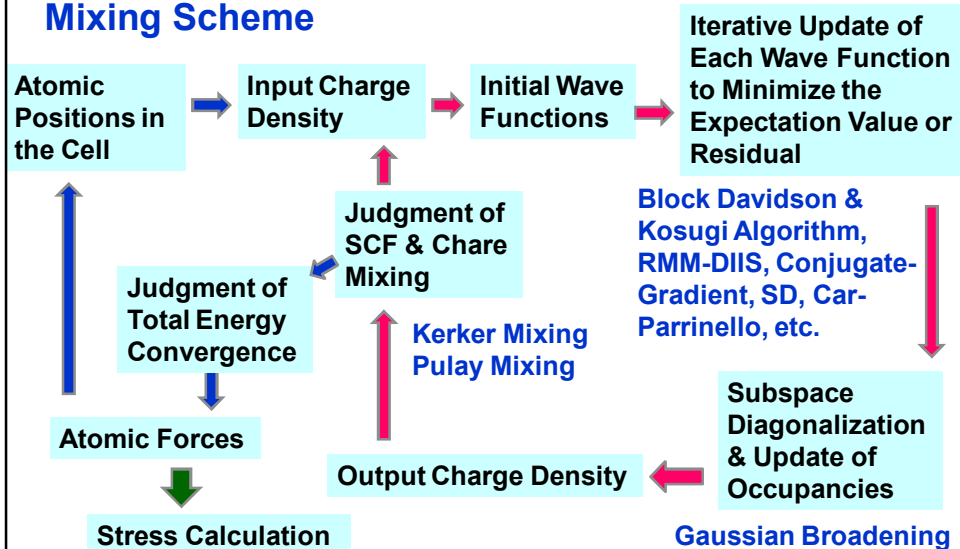 Mixing Scheme
Atomic
Positions in
the Cell
Input Charge
Density
Initial Wave
Functions
Iterative Update of
Each Wave Function
to Minimize the
Expectation Value or
Residual
Block Davidson &
Kosugi Algorithm,
RMM-DIIS, Conjugate-
Gradient, SD, Car-
Parrinello, etc.
Judgment of
SCF & Chare
Mixing
Judgment of
Total Energy
Convergence
Kerker Mixing
Pulay Mixing
Subspace
Diagonalization
& Update of
Occupancies
Atomic Forces
Output Charge Density
Stress Calculation
Gaussian Broadening